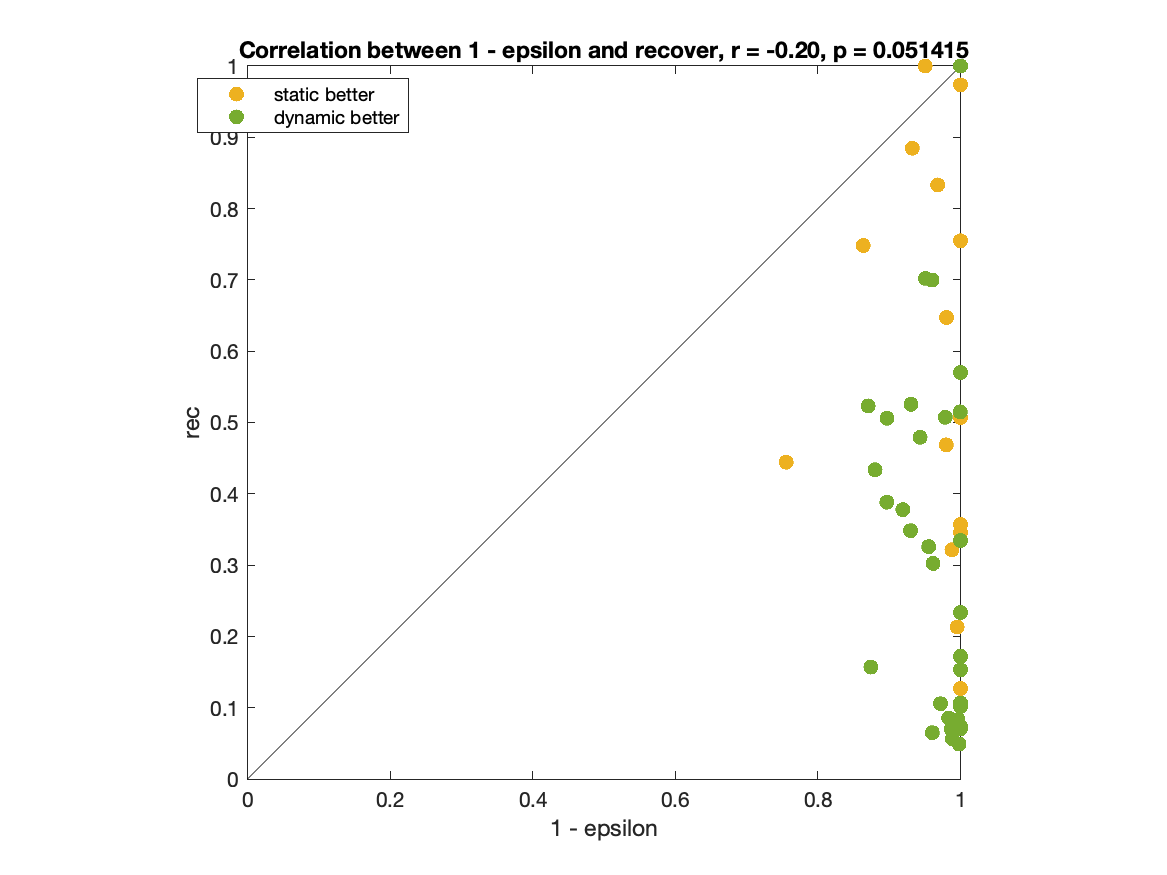 Correlation between 1 - epsilon and recover, r = -0.20, p = 0.051415
static better
dynamic better
1
0.9
0.8
0.7
0.6
0.5
0.4
0.3
0.2
0.1
0
rec
0 0.2 0.4 0.6 0.8 1
1 - epsilon